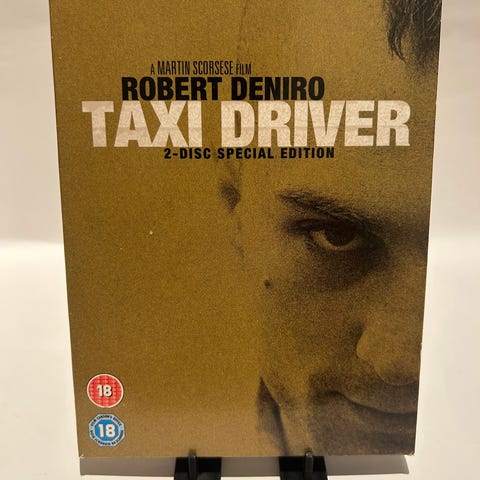 A MARTIN SCORSESE FILM
ROBERT DENIRO
TAXI DRIVER
2-DISC SPECIAL EDITION
18
18